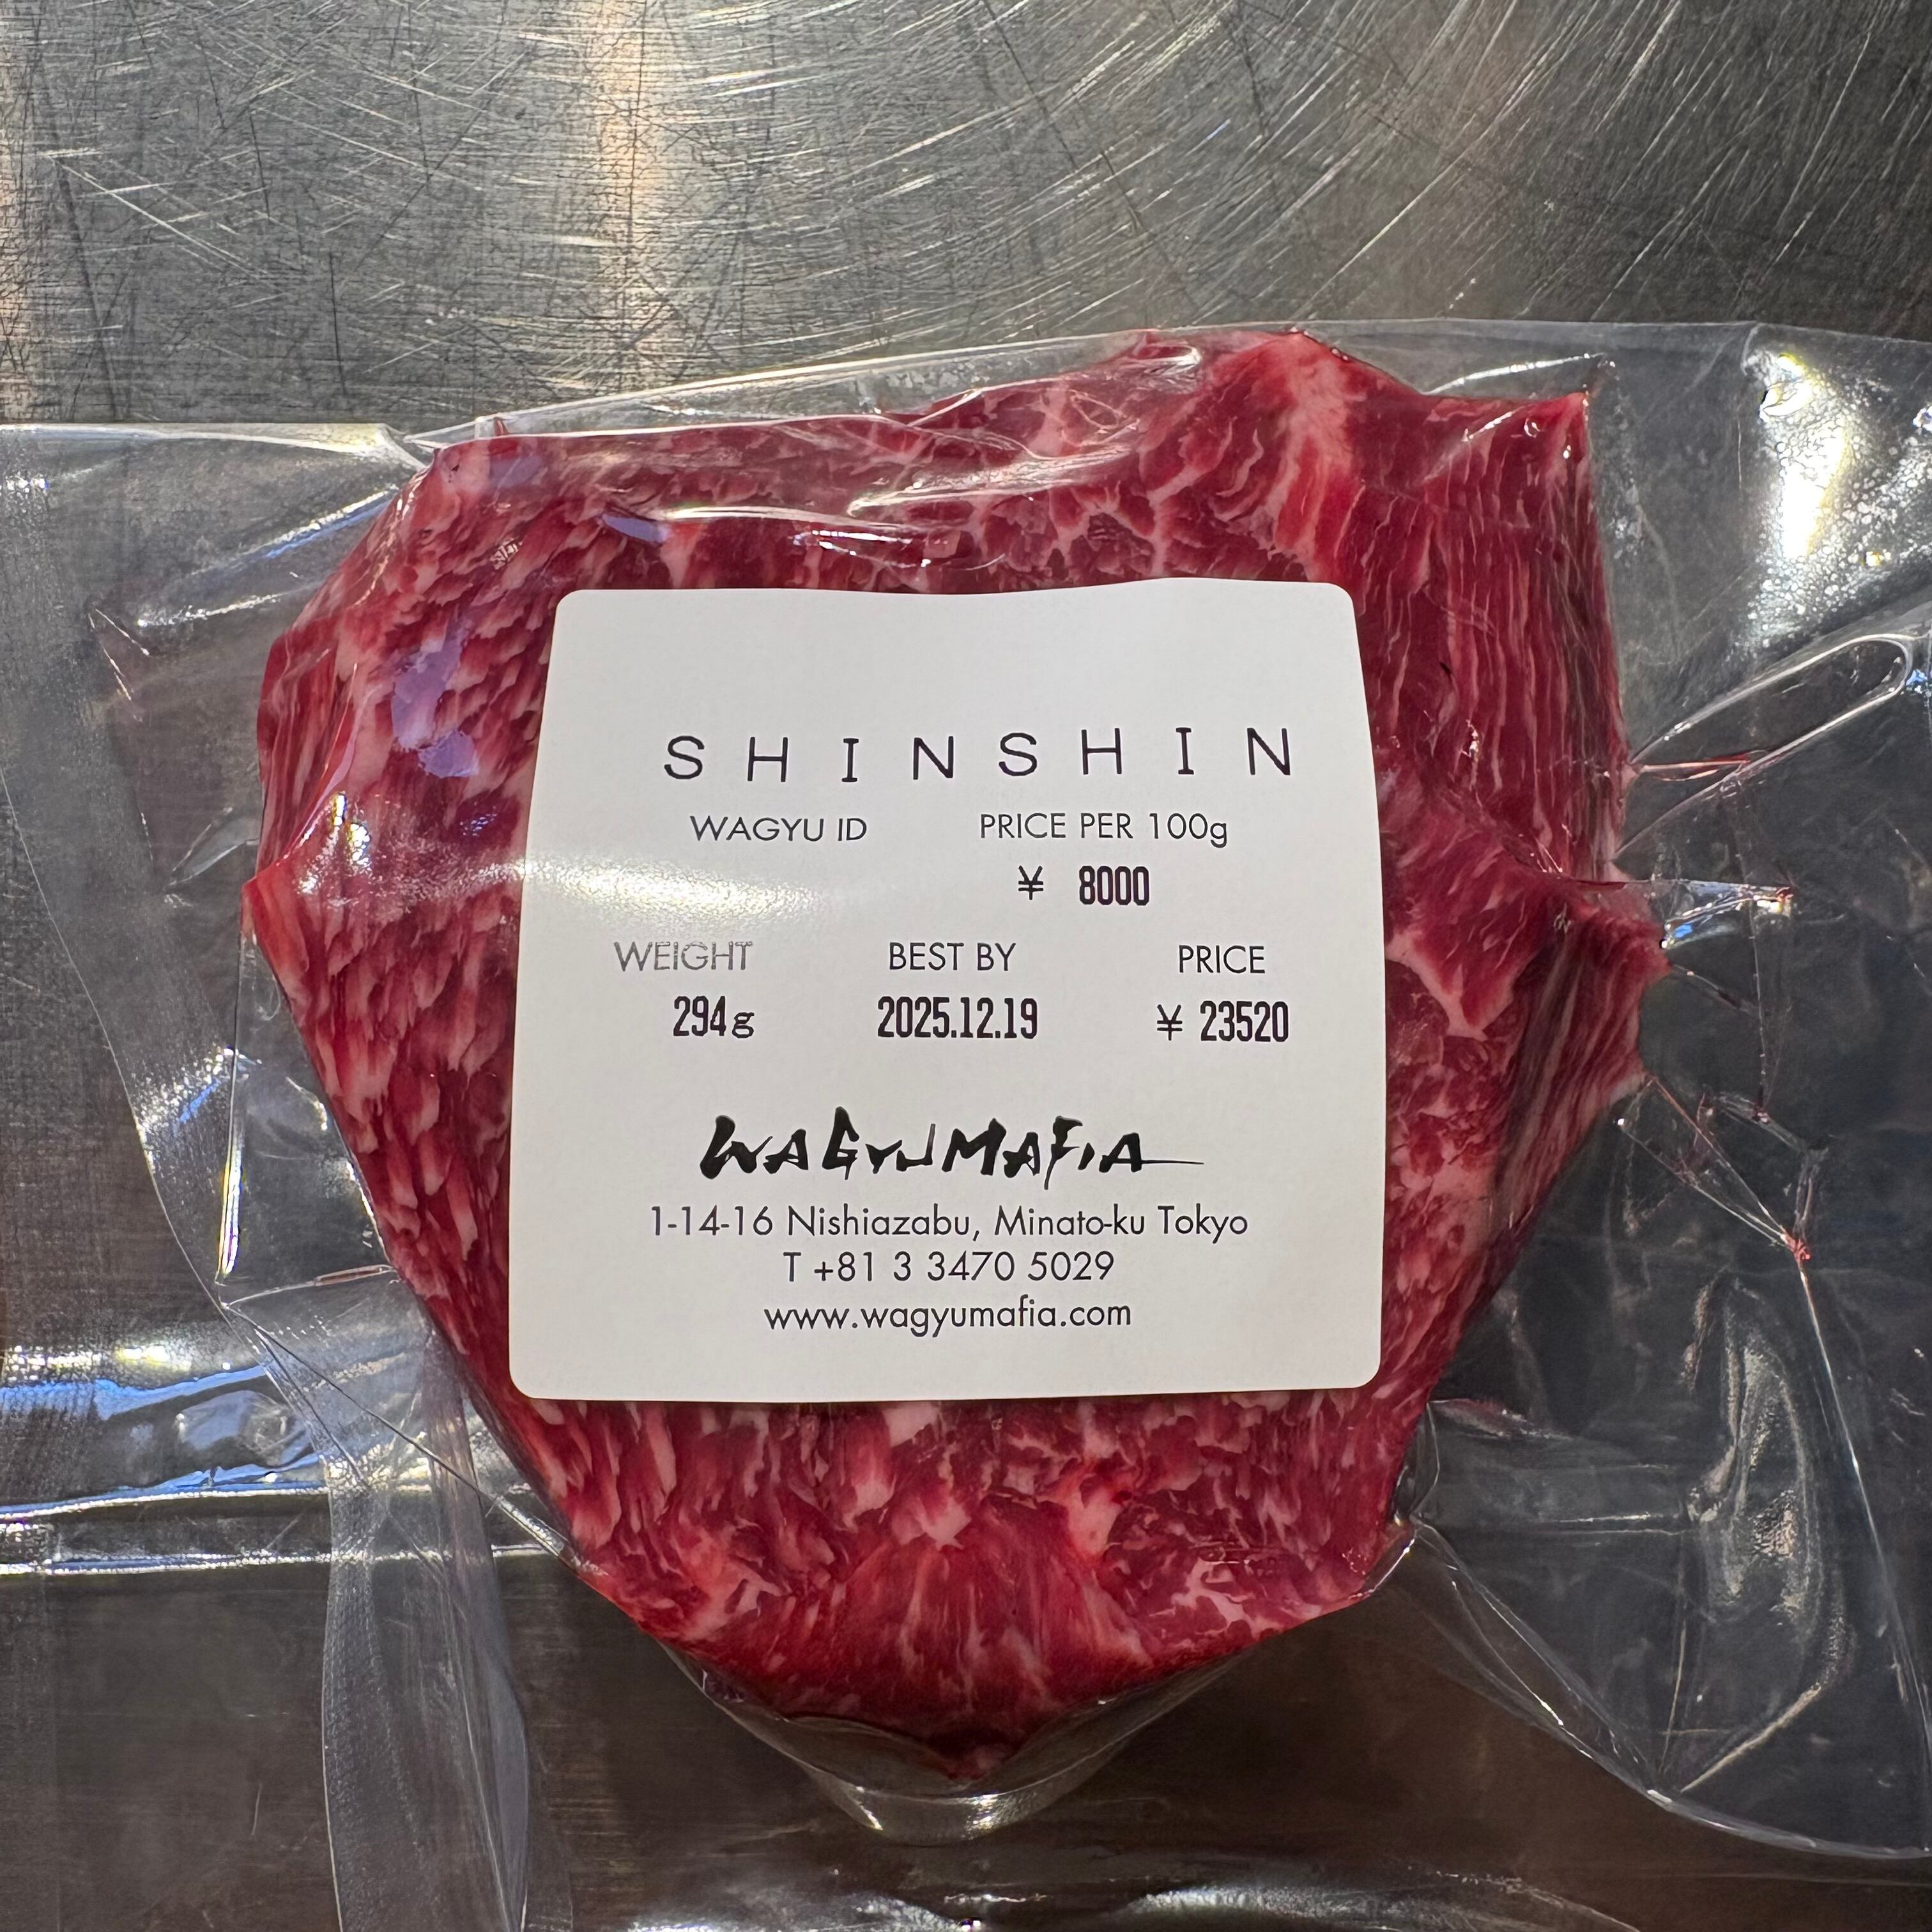 SHINSHIN
WAGYU ID PRICE PER 100g
¥ 8000
WEIGHT BEST BY PRICE
294g 2025.12.19 ¥ 23520
WAGYUMAFIA
1-14-16 Nishiazabu, Minato-ku Tokyo
T +81 3 3470 5029
www.wagyumafia.com